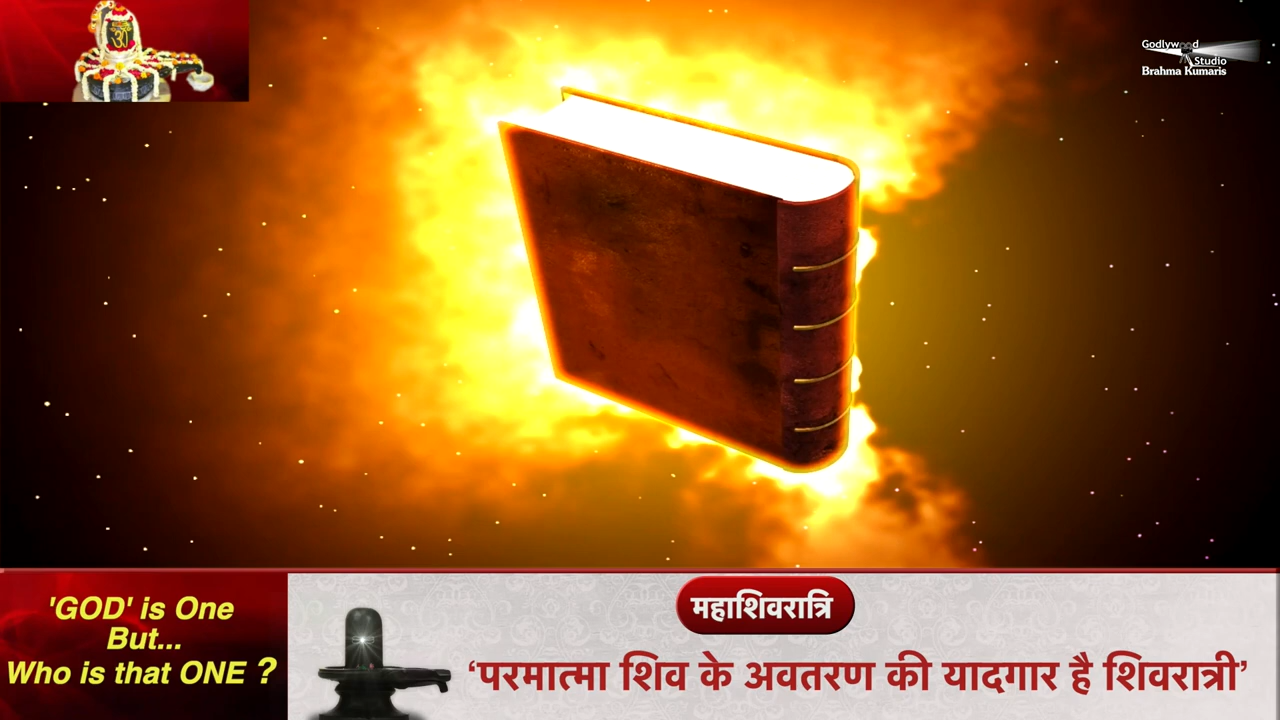 ॐ
Godlywood
Studio
Brahma Kumaris
'GOD' is One
But...
Who is that ONE ?
महाशिवरात्रि
‘परमात्मा शिव के अवतरण की यादगार है शिवरात्री’